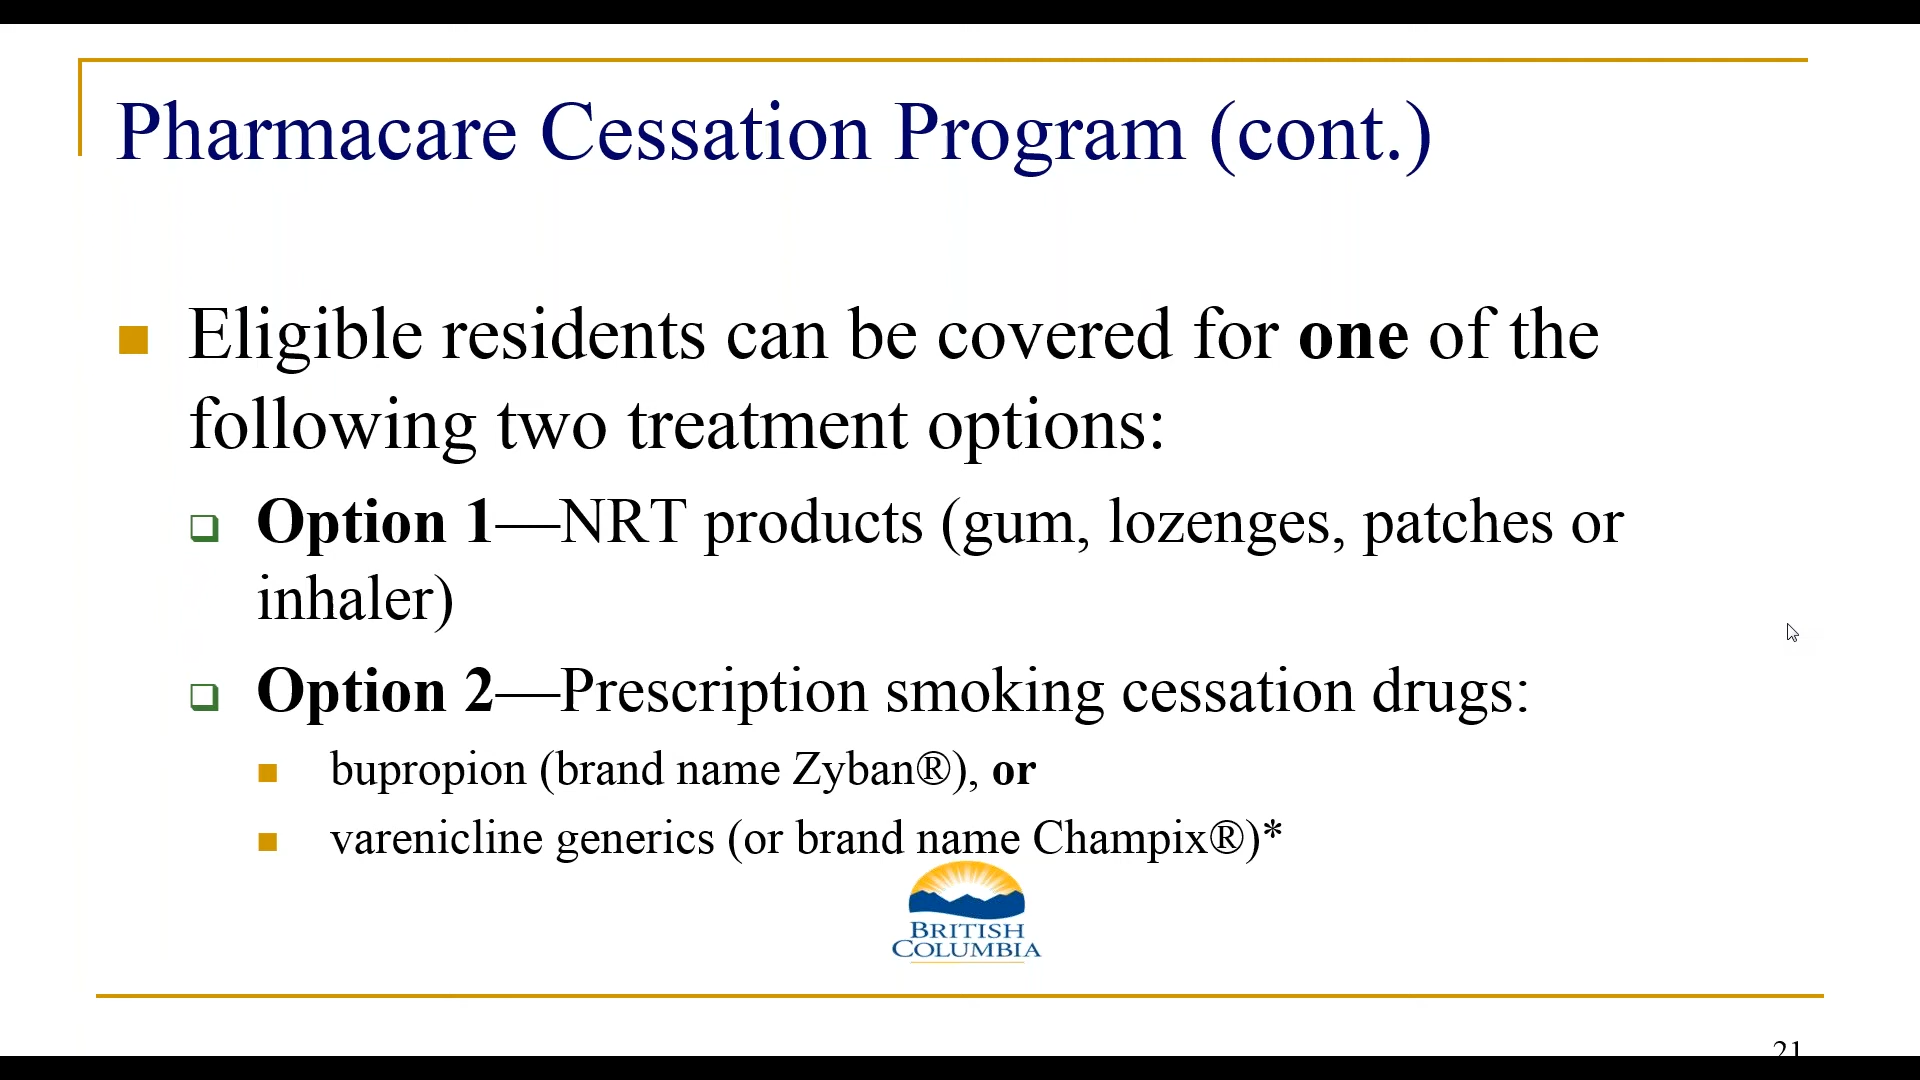 Pharmacare Cessation Program (cont.)
Eligible residents can be covered for one of the
following two treatment options:
Option 1—NRT products (gum, lozenges, patches or
inhaler)
Option 2—Prescription smoking cessation drugs:
bupropion (brand name Zyban®), or
varenicline generics (or brand name Champix®)*
BRITISH
COLUMBIA
21